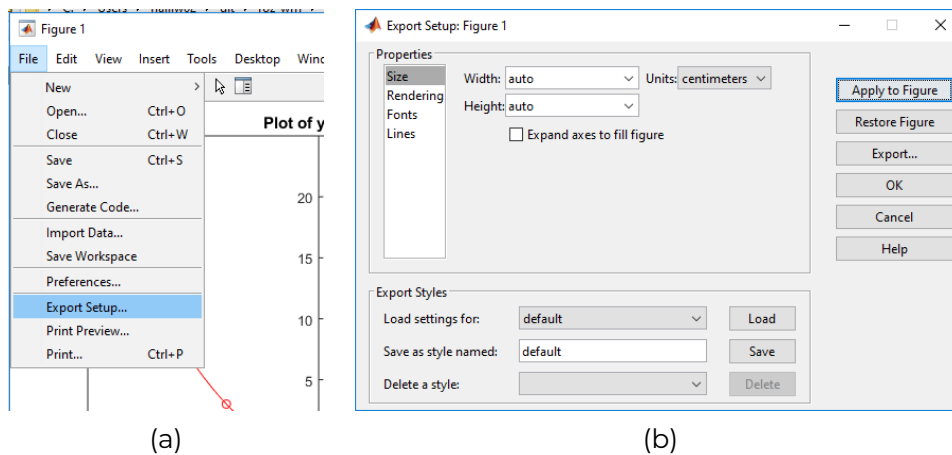 Figure 1
File Edit View Insert Tools Desktop
New
Open... Ctrl+O
Close Ctrl+W
Save Ctrl+S
Save As...
Generate Code...
Import Data...
Save Workspace
Preferences...
Export Setup...
Print Preview...
Print... Ctrl+P
Plot of y
20
15
10
5
(a)
Export Setup: Figure 1
Properties
Size
Rendering
Fonts
Lines
Width: auto Units: centimeters
Height: auto
Expand axes to fill figure
Apply to Figure
Restore Figure
Export...
OK
Cancel
Help
Export Styles
Load settings for: default Load
Save as style named: default Save
Delete a style: Delete
(b)